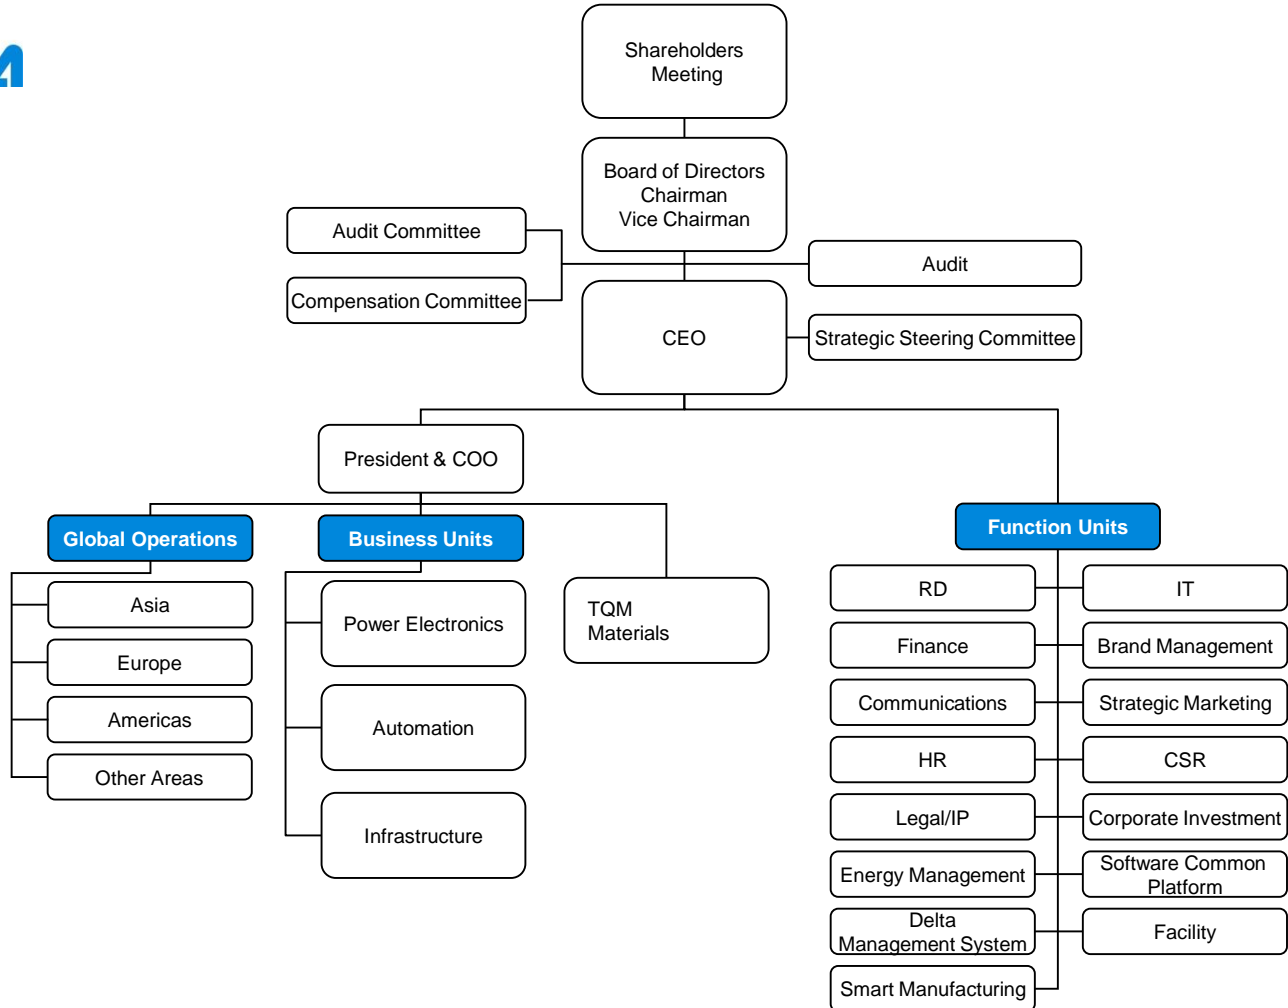 Shareholders
Meeting
Board of Directors
Chairman
Vice Chairman
Audit Committee
Audit
Compensation Committee
CEO
Strategic Steering Committee
President & COO
Global Operations
Business Units
Function Units
Asia
Europe
Americas
Other Areas
Power Electronics
Automation
Infrastructure
TQM
Materials
RD
IT
Finance
Brand Management
Communications
Strategic Marketing
HR
CSR
Legal/IP
Corporate Investment
Energy Management
Software Common
Platform
Delta
Management System
Facility
Smart Manufacturing